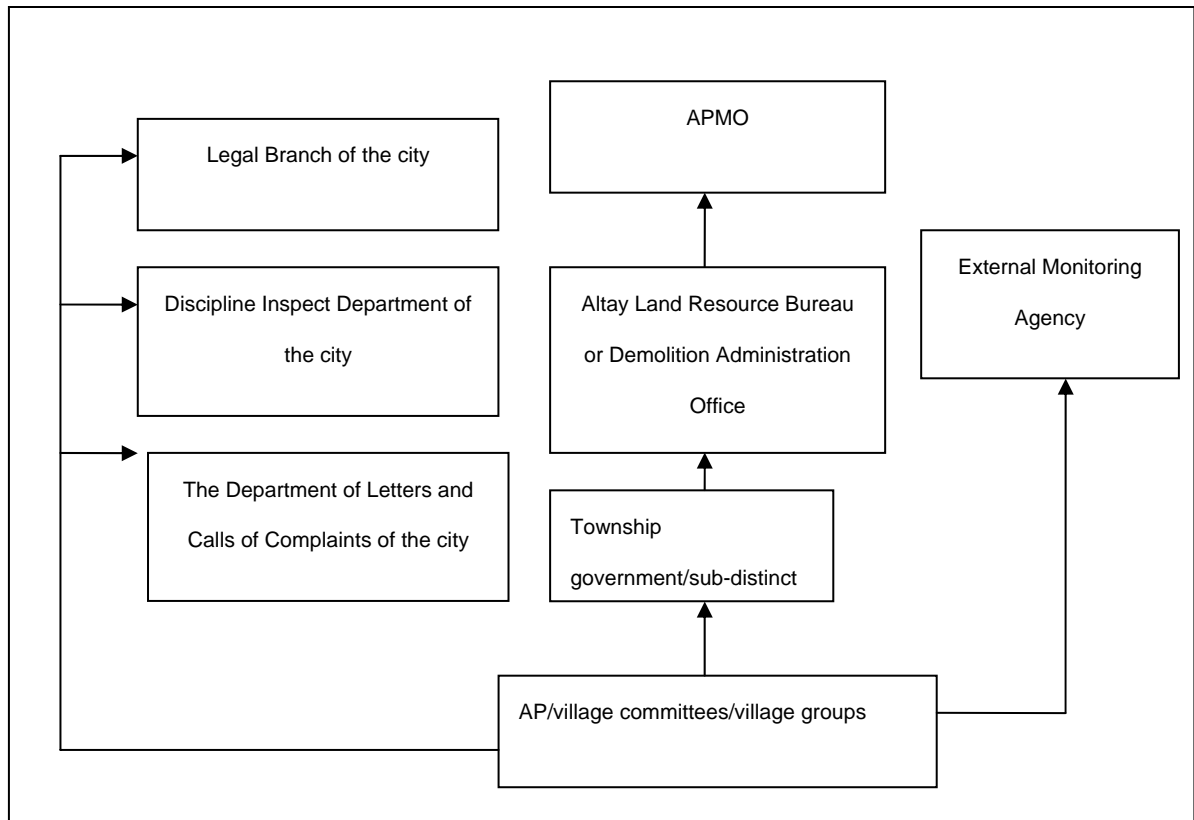 APMO
Legal Branch of the city
External Monitoring
Agency
Discipline Inspect Department of
the city
Altay Land Resource Bureau
or Demolition Administration
Office
The Department of Letters and
Calls of Complaints of the city
Township
government/sub-distinct
AP/village committees/village groups